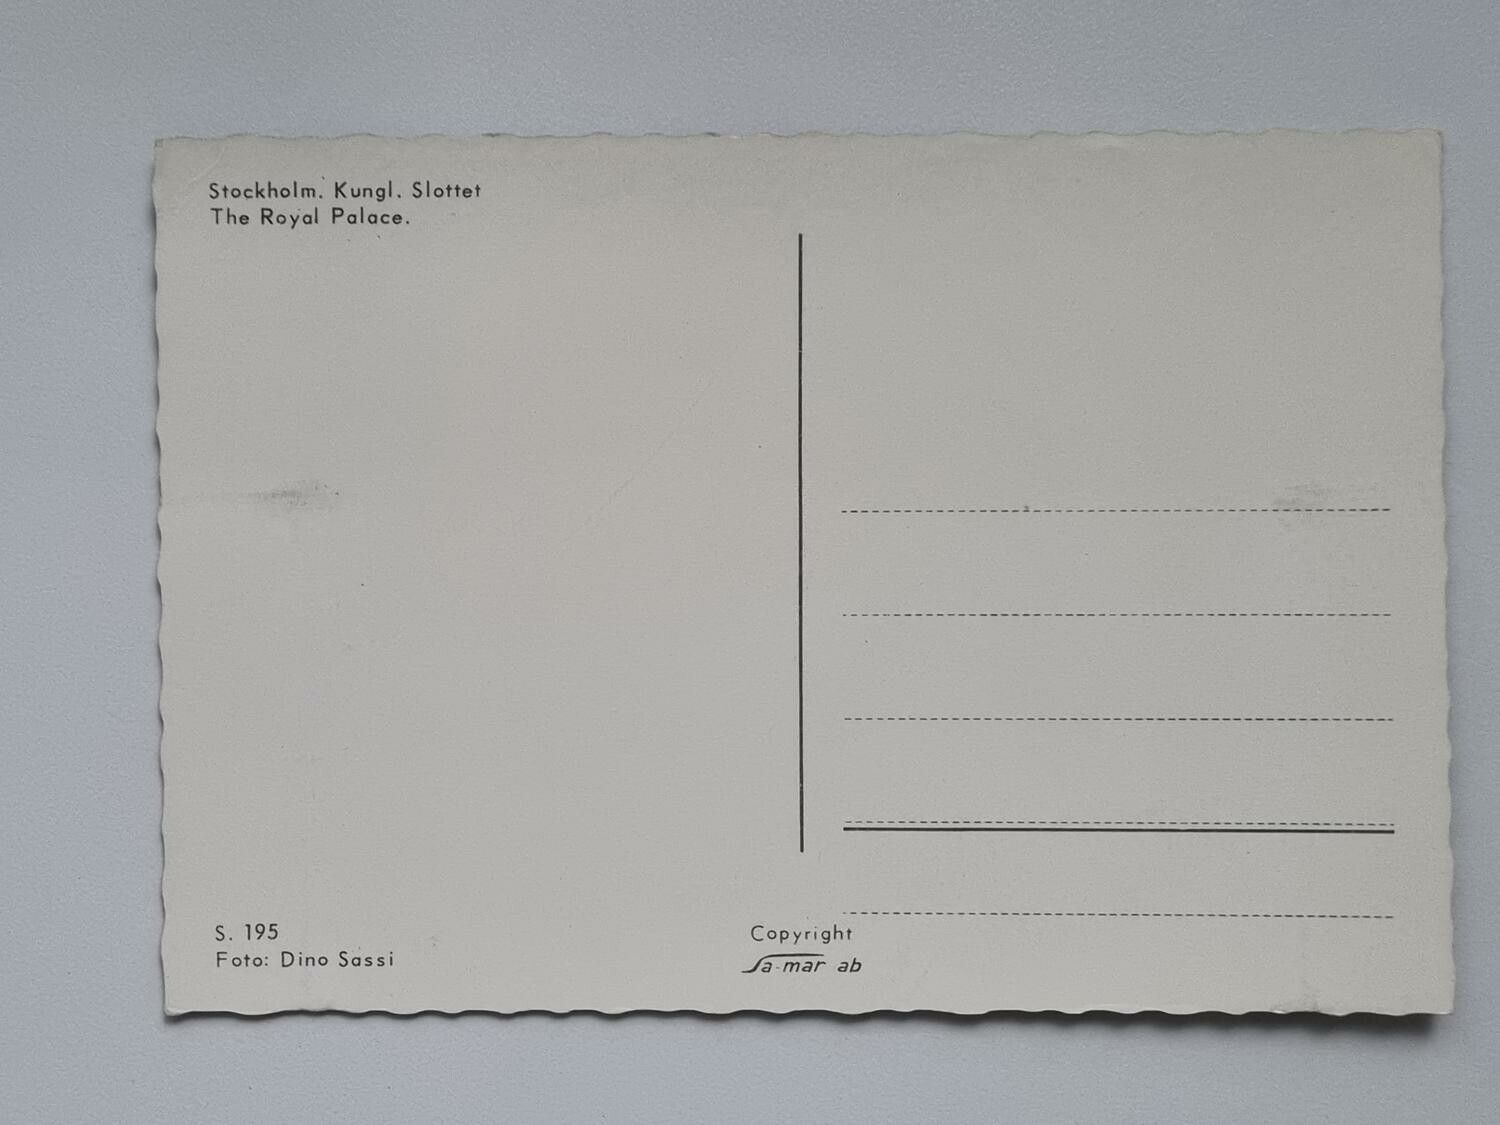 Stockholm. Kungl. Slottet
The Royal Palace.
S. 195
Foto: Dino Sassi
Copyright
Sa-mar ab